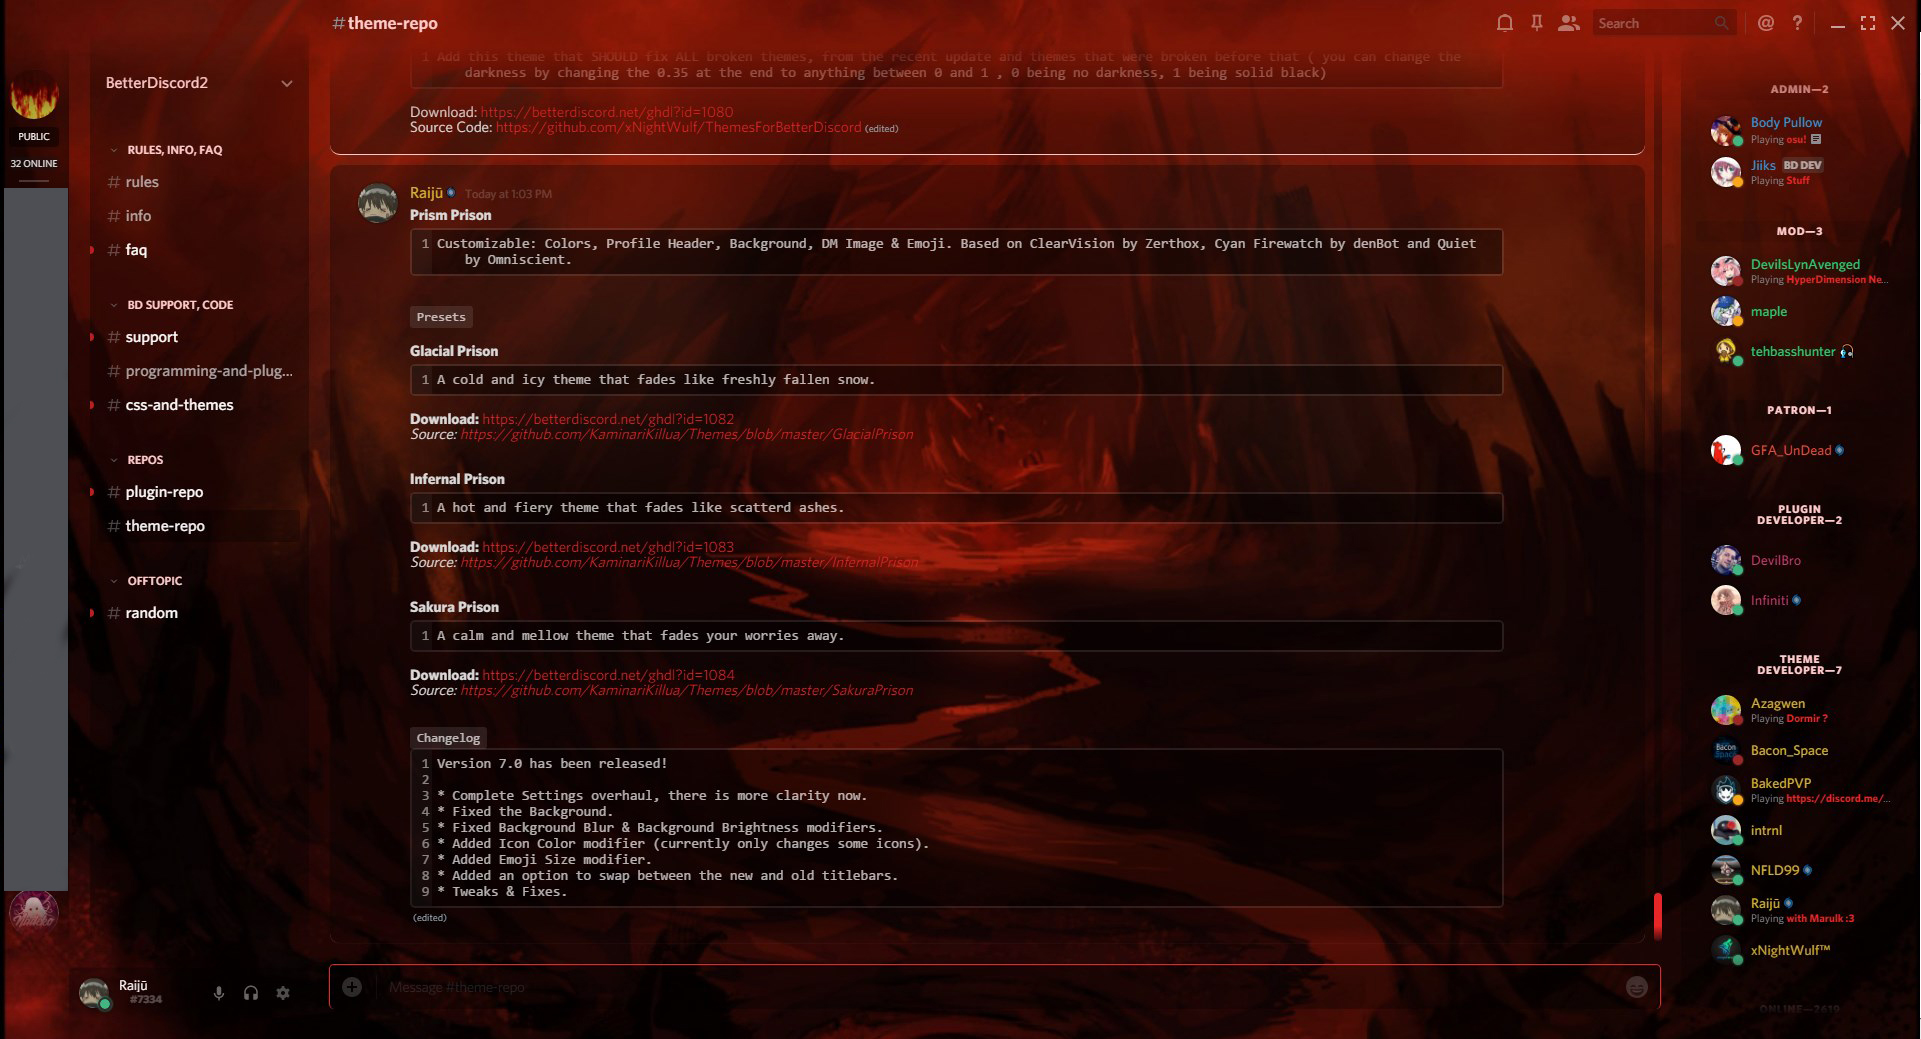 #theme-repo
Search
BetterDiscord2
PUBLIC
32 ONLINE
RULES, INFO, FAQ
# rules
# info
# faq
BD SUPPORT, CODE
# support
# programming-and-plug...
# css-and-themes
REPOS
# plugin-repo
# theme-repo
OFFTOPIC
# random
Raijū
#7334
1 Add this theme that SHOULD fix ALL broken themes, from the recent update and themes that were broken before that ( you can change the
darkness by changing the 0.35 at the end to anything between 0 and 1 , 0 being no darkness, 1 being solid black)
Download: https://betterdiscord.net/ghdl?id=1080
Source Code: https://github.com/xNightWulf/ThemesForBetterDiscord (edited)
Raijū Today at 1:03 PM
Prism Prison
1 Customizable: Colors, Profile Header, Background, DM Image & Emoji. Based on ClearVision by Zerthox, Cyan Firewatch by denBot and Quiet
by Omniscient.
Presets
Glacial Prison
1 A cold and icy theme that fades like freshly fallen snow.
Download: https://betterdiscord.net/ghdl?id=1082
Source: https://github.com/KaminariKillua/Themes/blob/master/GlacialPrison
Infernal Prison
1 A hot and fiery theme that fades like scatterd ashes.
Download: https://betterdiscord.net/ghdl?id=1083
Source: https://github.com/KaminariKillua/Themes/blob/master/InfernalPrison
Sakura Prison
1 A calm and mellow theme that fades your worries away.
Download: https://betterdiscord.net/ghdl?id=1084
Source: https://github.com/KaminariKillua/Themes/blob/master/SakuraPrison
Changelog
1 Version 7.0 has been released!
2
3 * Complete Settings overhaul, there is more clarity now.
4 * Fixed the Background.
5 * Fixed Background Blur & Background Brightness modifiers.
6 * Added Icon Color modifier (currently only changes some icons).
7 * Added Emoji Size modifier.
8 * Added an option to swap between the new and old titlebars.
9 * Tweaks & Fixes.
(edited)
Message #theme-repo
ADMIN—2
Body Pullow
Playing osu!
Jiiks BD DEV
Playing Stuff
MOD—3
DevilsLynAvenged
Playing HyperDimension Ne...
maple
tehbasshunter
PATRON—1
GFA_UnDead
PLUGIN
DEVELOPER—2
DevilBro
Infiniti
THEME
DEVELOPER—7
Azagwen
Playing Dormir ?
Bacon_Space
BakedPVP
Playing https://discord.me/...
intrnl
NFLD99
Raijū
Playing with Marulk :3
xNightWulf™
ONLINE—2619